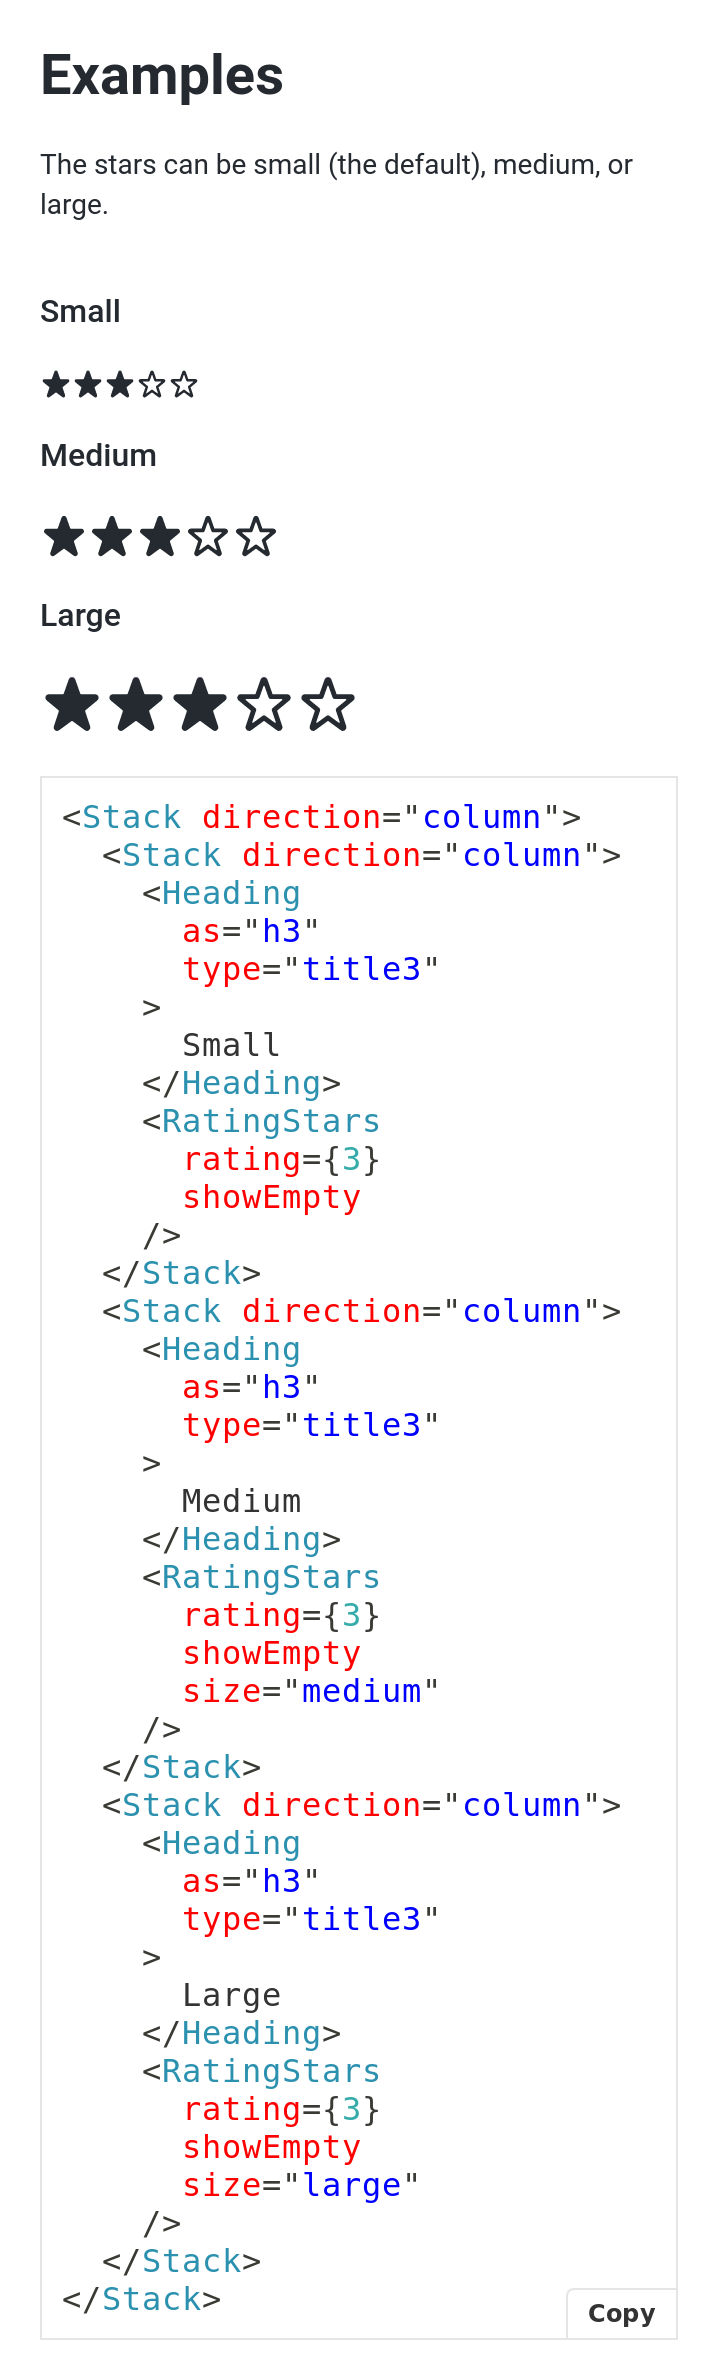 Examples
The stars can be small (the default), medium, or
large.
Small
Medium
Large
<Stack direction="column">
  <Stack direction="column">
    <Heading
      as="h3"
      type="title3"
    >
      Small
    </Heading>
    <RatingStars
      rating={3}
      showEmpty
    />
  </Stack>
  <Stack direction="column">
    <Heading
      as="h3"
      type="title3"
    >
      Medium
    </Heading>
    <RatingStars
      rating={3}
      showEmpty
      size="medium"
    />
  </Stack>
  <Stack direction="column">
    <Heading
      as="h3"
      type="title3"
    >
      Large
    </Heading>
    <RatingStars
      rating={3}
      showEmpty
      size="large"
    />
  </Stack>
</Stack>
Copy